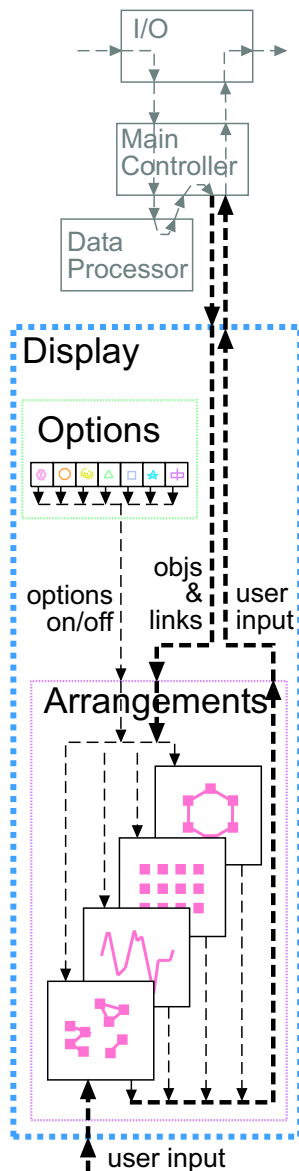 I/O
Main
Controller
Data
Processor
Display
Options
options
on/off
objs
&
links
user
input
Arrangements
user input